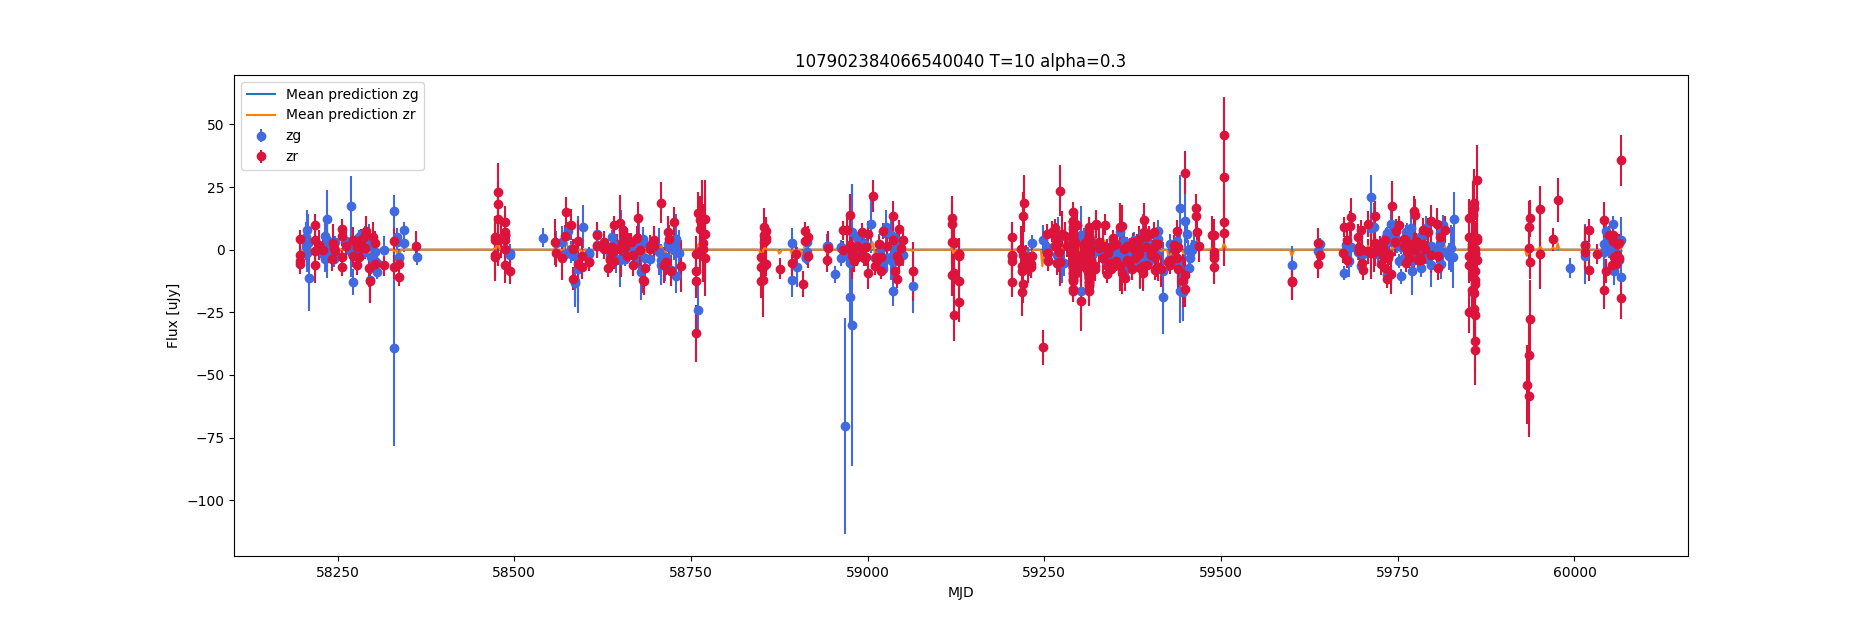 107902384066540040 T=10 alpha=0.3
Mean prediction zg
Mean prediction zr
zg
zr
Flux [uJy]
50
25
0
−25
−50
−75
−100
58250 58500 58750 59000 59250 59500 59750 60000
MJD